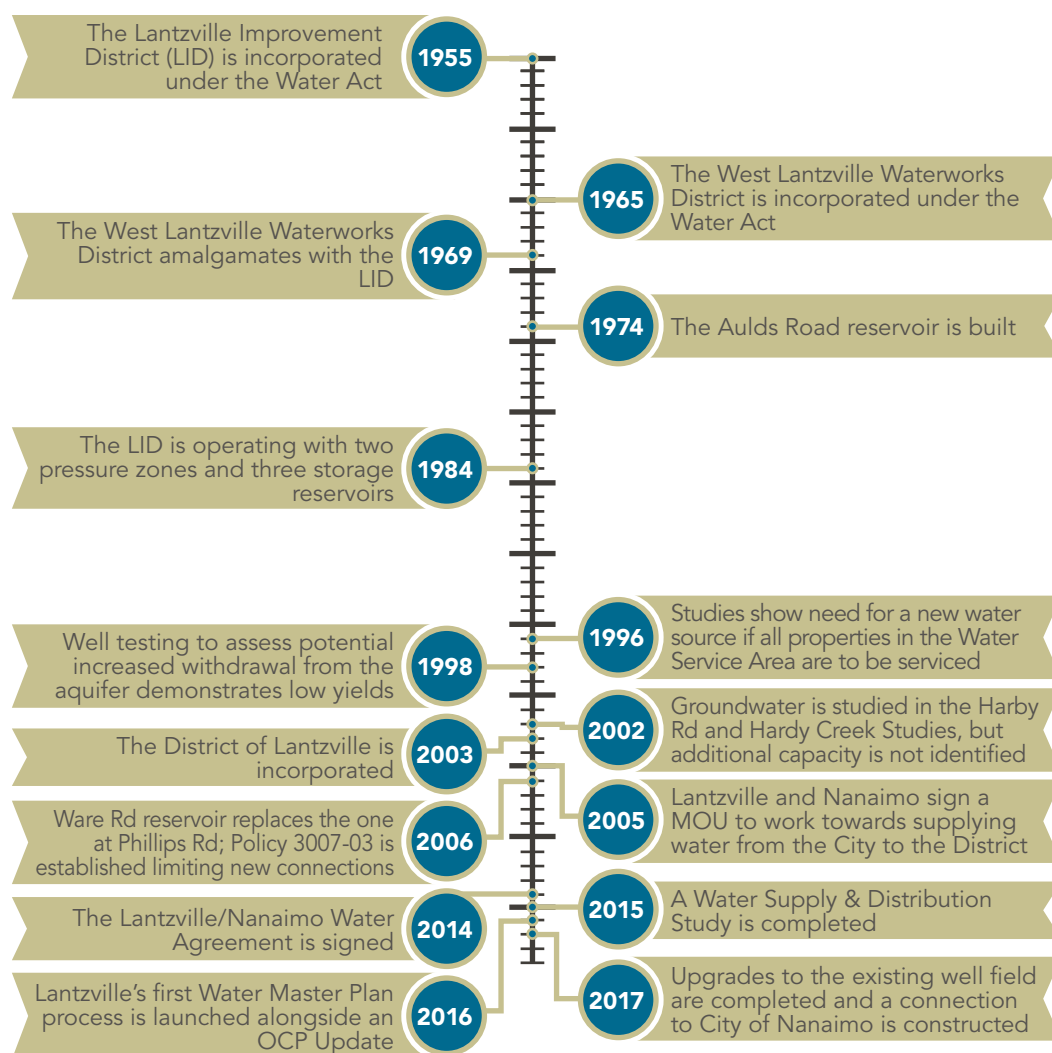 The Lantzville Improvement
District (LID) is incorporated
under the Water Act
1955
1965
The West Lantzville Waterworks
District is incorporated under the
Water Act
The West Lantzville Waterworks
District amalgamates with the
LID
1969
1974
The Aulds Road reservoir is built
The LID is operating with two
pressure zones and three storage
reservoirs
1984
1996
Studies show need for a new water
source if all properties in the Water
Service Area are to be serviced
Well testing to assess potential
increased withdrawal from the
aquifer demonstrates low yields
1998
2002
Groundwater is studied in the Harby
Rd and Hardy Creek Studies, but
additional capacity is not identified
The District of Lantzville is
incorporated
2003
2005
Lantzville and Nanaimo sign a
MOU to work towards supplying
water from the City to the District
Ware Rd reservoir replaces the one
at Phillips Rd; Policy 3007-03 is
established limiting new connections
2006
2015
A Water Supply & Distribution
Study is completed
The Lantzville/Nanaimo Water
Agreement is signed
2014
2017
Upgrades to the existing well field
are completed and a connection
to City of Nanaimo is constructed
Lantzville's first Water Master Plan
process is launched alongside an
OCP Update
2016